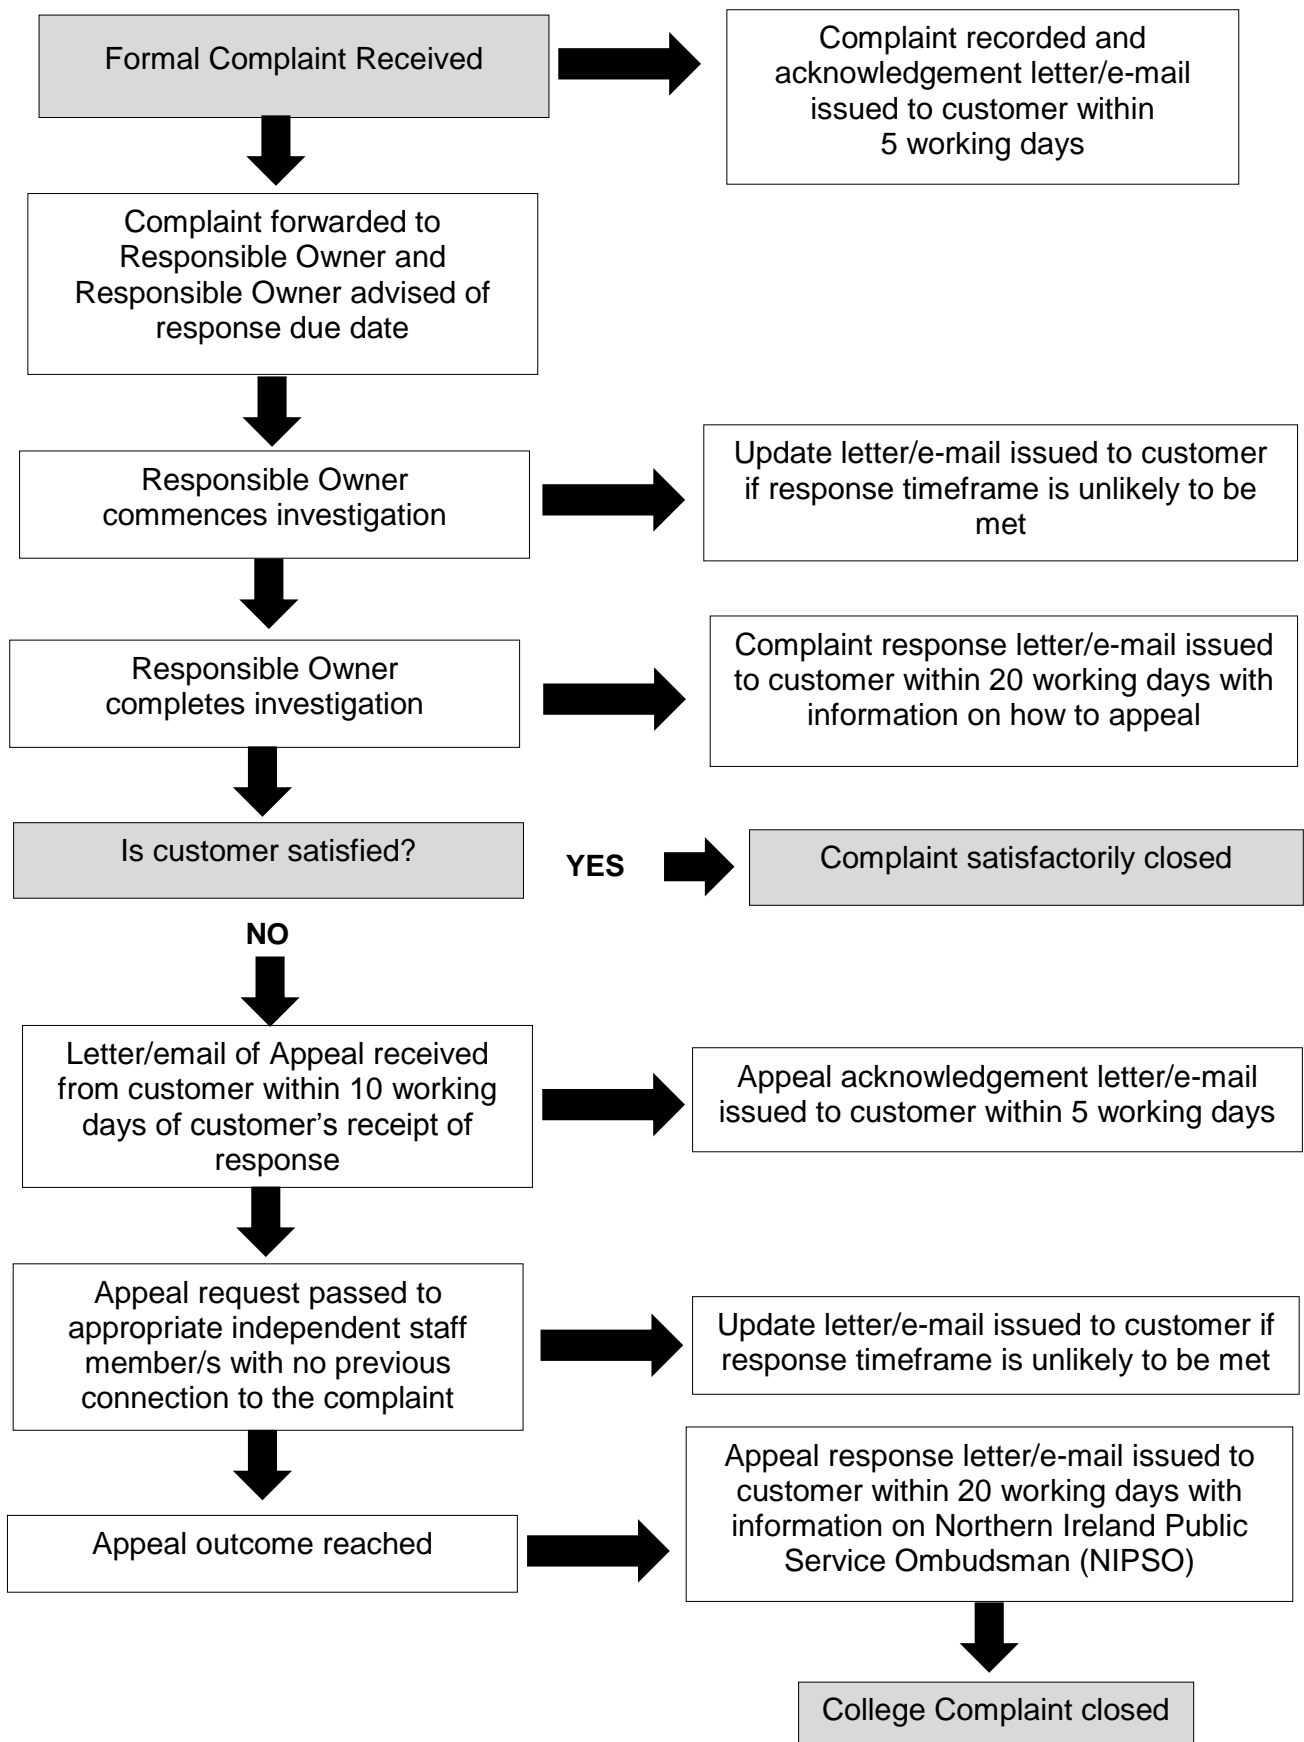 Formal Complaint Received
Complaint recorded and
acknowledgement letter/e-mail
issued to customer within
5 working days
Complaint forwarded to
Responsible Owner and
Responsible Owner advised of
response due date
Responsible Owner
commences investigation
Update letter/e-mail issued to customer
if response timeframe is unlikely to be
met
Responsible Owner
completes investigation
Complaint response letter/e-mail issued
to customer within 20 working days with
information on how to appeal
Is customer satisfied?
YES
Complaint satisfactorily closed
NO
Letter/email of Appeal received
from customer within 10 working
days of customer’s receipt of
response
Appeal acknowledgement letter/e-mail
issued to customer within 5 working days
Appeal request passed to
appropriate independent staff
member/s with no previous
connection to the complaint
Update letter/e-mail issued to customer if
response timeframe is unlikely to be met
Appeal outcome reached
Appeal response letter/e-mail issued to
customer within 20 working days with
information on Northern Ireland Public
Service Ombudsman (NIPSO)
College Complaint closed